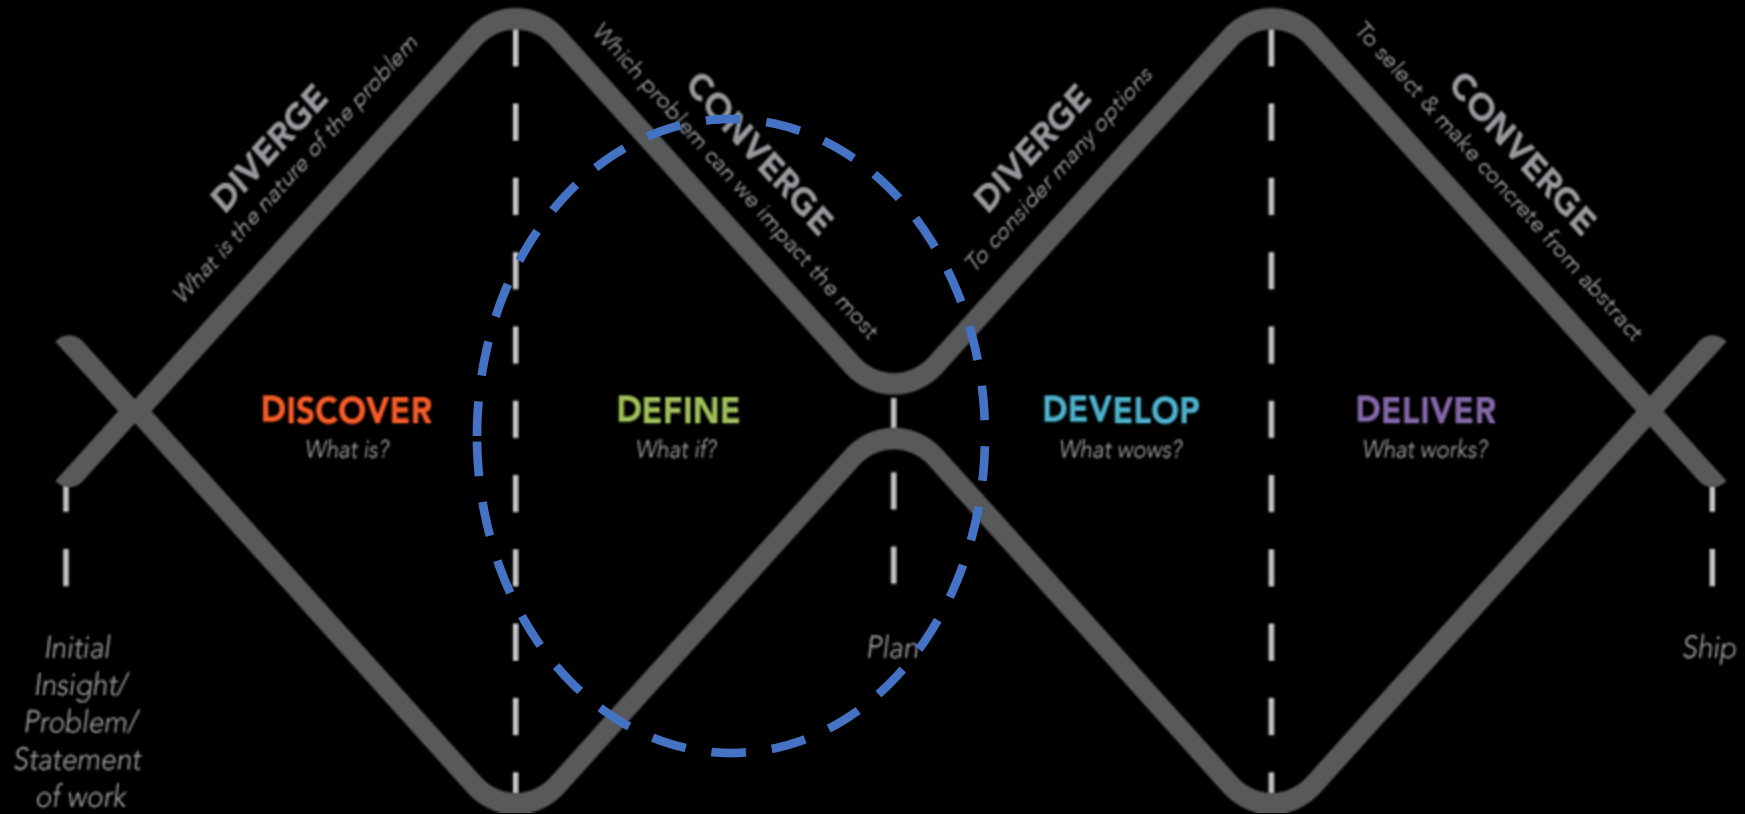 DIVERGE
What is the nature of the problem
Which problem can we impact the most
CONVERGE
DIVERGE
To consider many options
To select & make concrete from abstract
CONVERGE
DISCOVER
What is?
DEFINE
What if?
DEVELOP
What wows?
DELIVER
What works?
Initial
Insight/
Problem/
Statement
of work
Plan
Ship